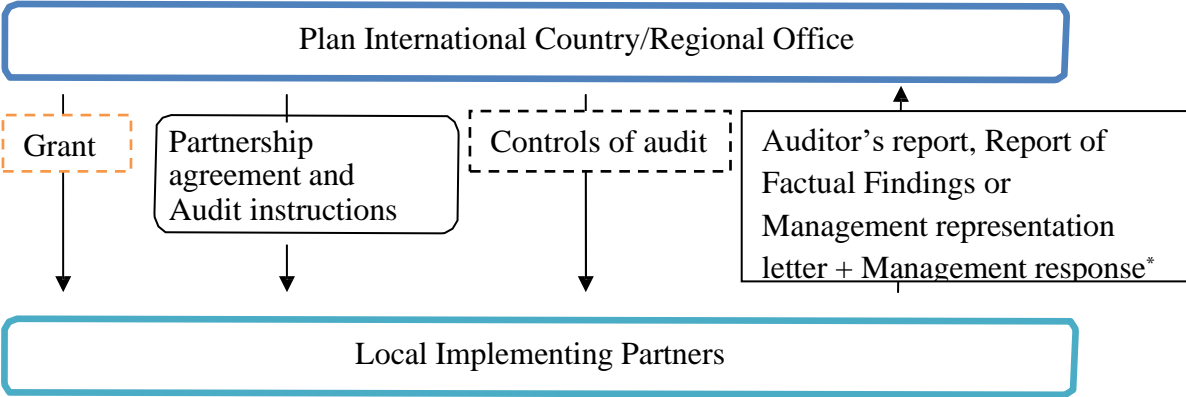 Plan International Country/Regional Office
Grant
Partnership
agreement and
Audit instructions
Controls of audit
Auditor’s report, Report of
Factual Findings or
Management representation
letter + Management response*
Local Implementing Partners